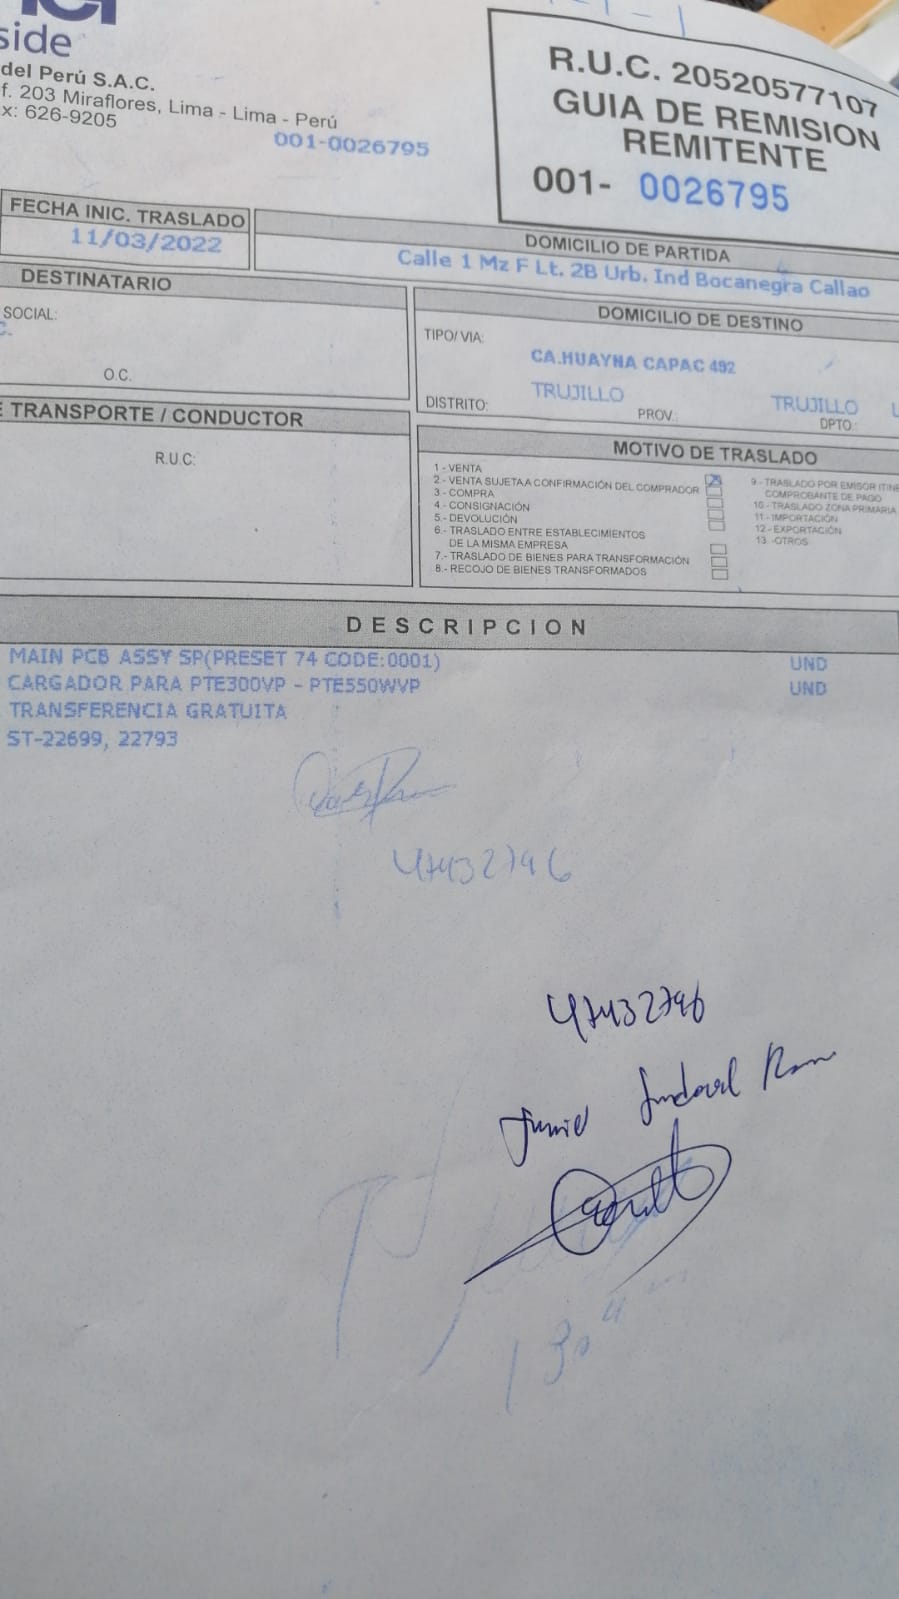 side
del Perú S.A.C.
f. 203 Miraflores, Lima - Lima - Perú
x: 626-9205
001-0026795
R.U.C. 20520577107
GUIA DE REMISION
REMITENTE
001- 0026795
FECHA INIC. TRASLADO
11/03/2022
DOMICILIO DE PARTIDA
Calle 1 Mz F Lt. 2B Urb. Ind Bocanegra Callao
DESTINATARIO
SOCIAL:
C.
O.C.
DOMICILIO DE DESTINO
TIPO/VIA:
CA.HUAYNA CAPAC 492
TRUJILLO TRUJILLO L
DISTRITO: PROV.: DPTO.:
E TRANSPORTE / CONDUCTOR
R.U.C:
MOTIVO DE TRASLADO
1 - VENTA
2 - VENTA SUJETA A CONFIRMACIÓN DEL COMPRADOR
3 - COMPRA
4 - CONSIGNACIÓN
5.- DEVOLUCIÓN
6.- TRASLADO ENTRE ESTABLECIMIENTOS
DE LA MISMA EMPRESA
7.- TRASLADO DE BIENES PARA TRANSFORMACIÓN
8.- RECOJO DE BIENES TRANSFORMADOS
9 - TRASLADO POR EMISOR ITINE
COMPROBANTE DE PAGO
10 - TRASLADO ZONA PRIMARIA
11.- IMPORTACIÓN
12.- EXPORTACIÓN
13.-OTROS
DESCRIPCION
MAIN PCB ASSY SP(PRESET 74 CODE:0001) UND
CARGADOR PARA PTE300VP - PTE550WVP UND
TRANSFERENCIA GRATUITA
ST-22699, 22793
47432796
47432796